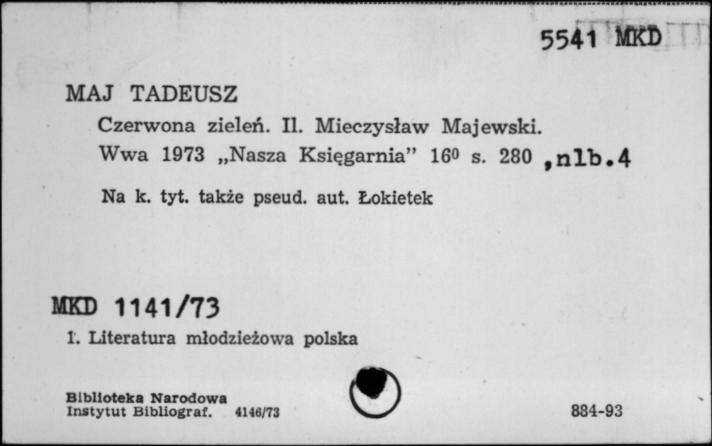 5541 MKD
MAJ TADEUSZ
Czerwona zieleń. Il. Mieczysław Majewski.
Wwa 1973 „Nasza Księgarnia” 16⁰ s. 280 ,nlb.4
Na k. tyt. także pseud. aut. Łokietek
MKD 1141/73
1. Literatura młodzieżowa polska
Biblioteka Narodowa
Instytut Bibliograf. 4146/73
884-93